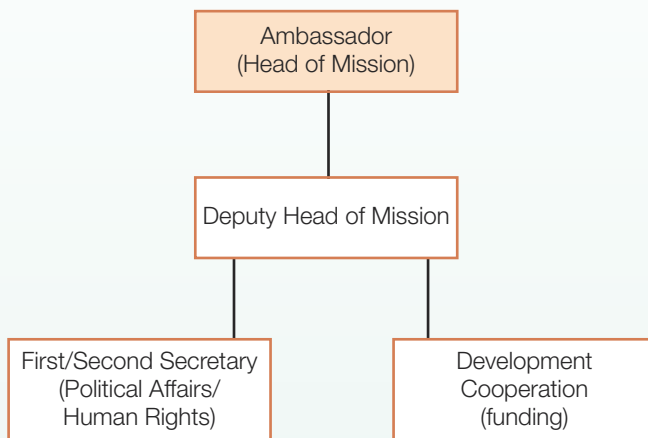 Ambassador
(Head of Mission)
Deputy Head of Mission
First/Second Secretary
(Political Affairs/
Human Rights)
Development
Cooperation
(funding)